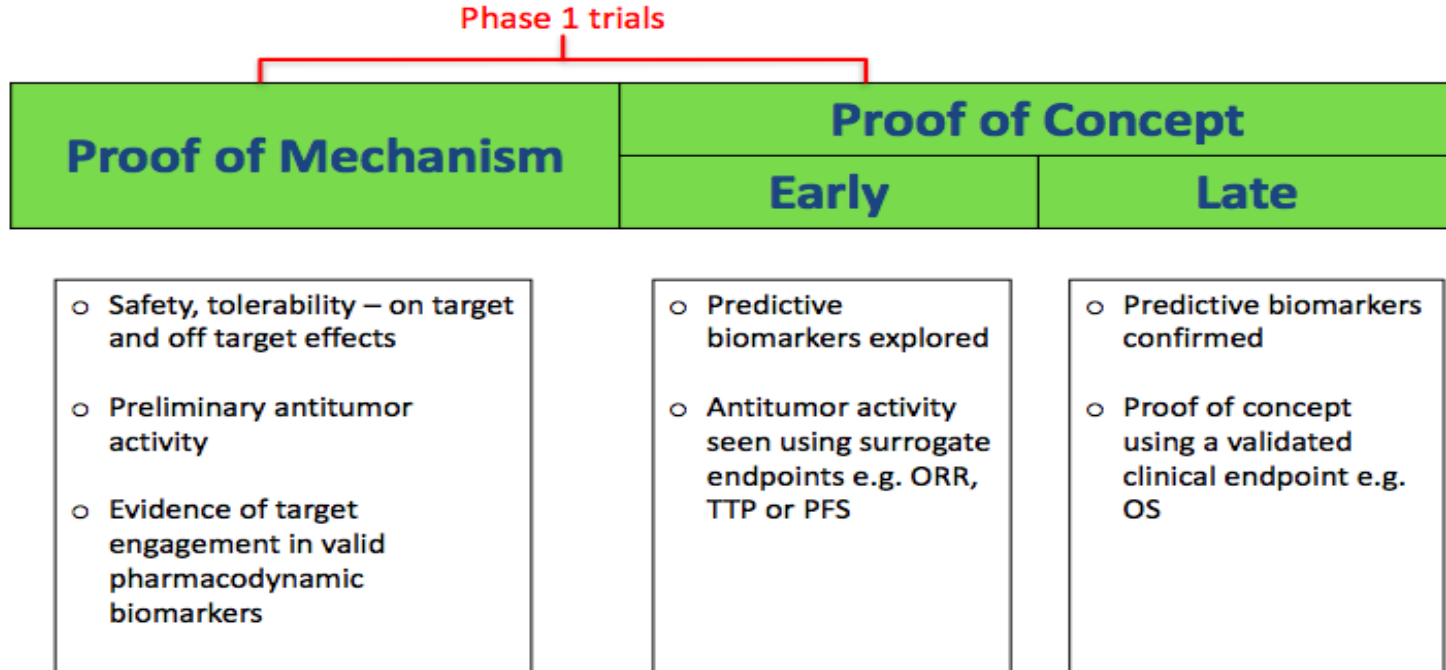 Phase 1 trials
Proof of Mechanism
Proof of Concept
Early
Late
o Safety, tolerability – on target
and off target effects
o Preliminary antitumor
activity
o Evidence of target
engagement in valid
pharmacodynamic
biomarkers
o Predictive
biomarkers explored
o Antitumor activity
seen using surrogate
endpoints e.g. ORR,
TTP or PFS
o Predictive biomarkers
confirmed
o Proof of concept
using a validated
clinical endpoint e.g.
OS